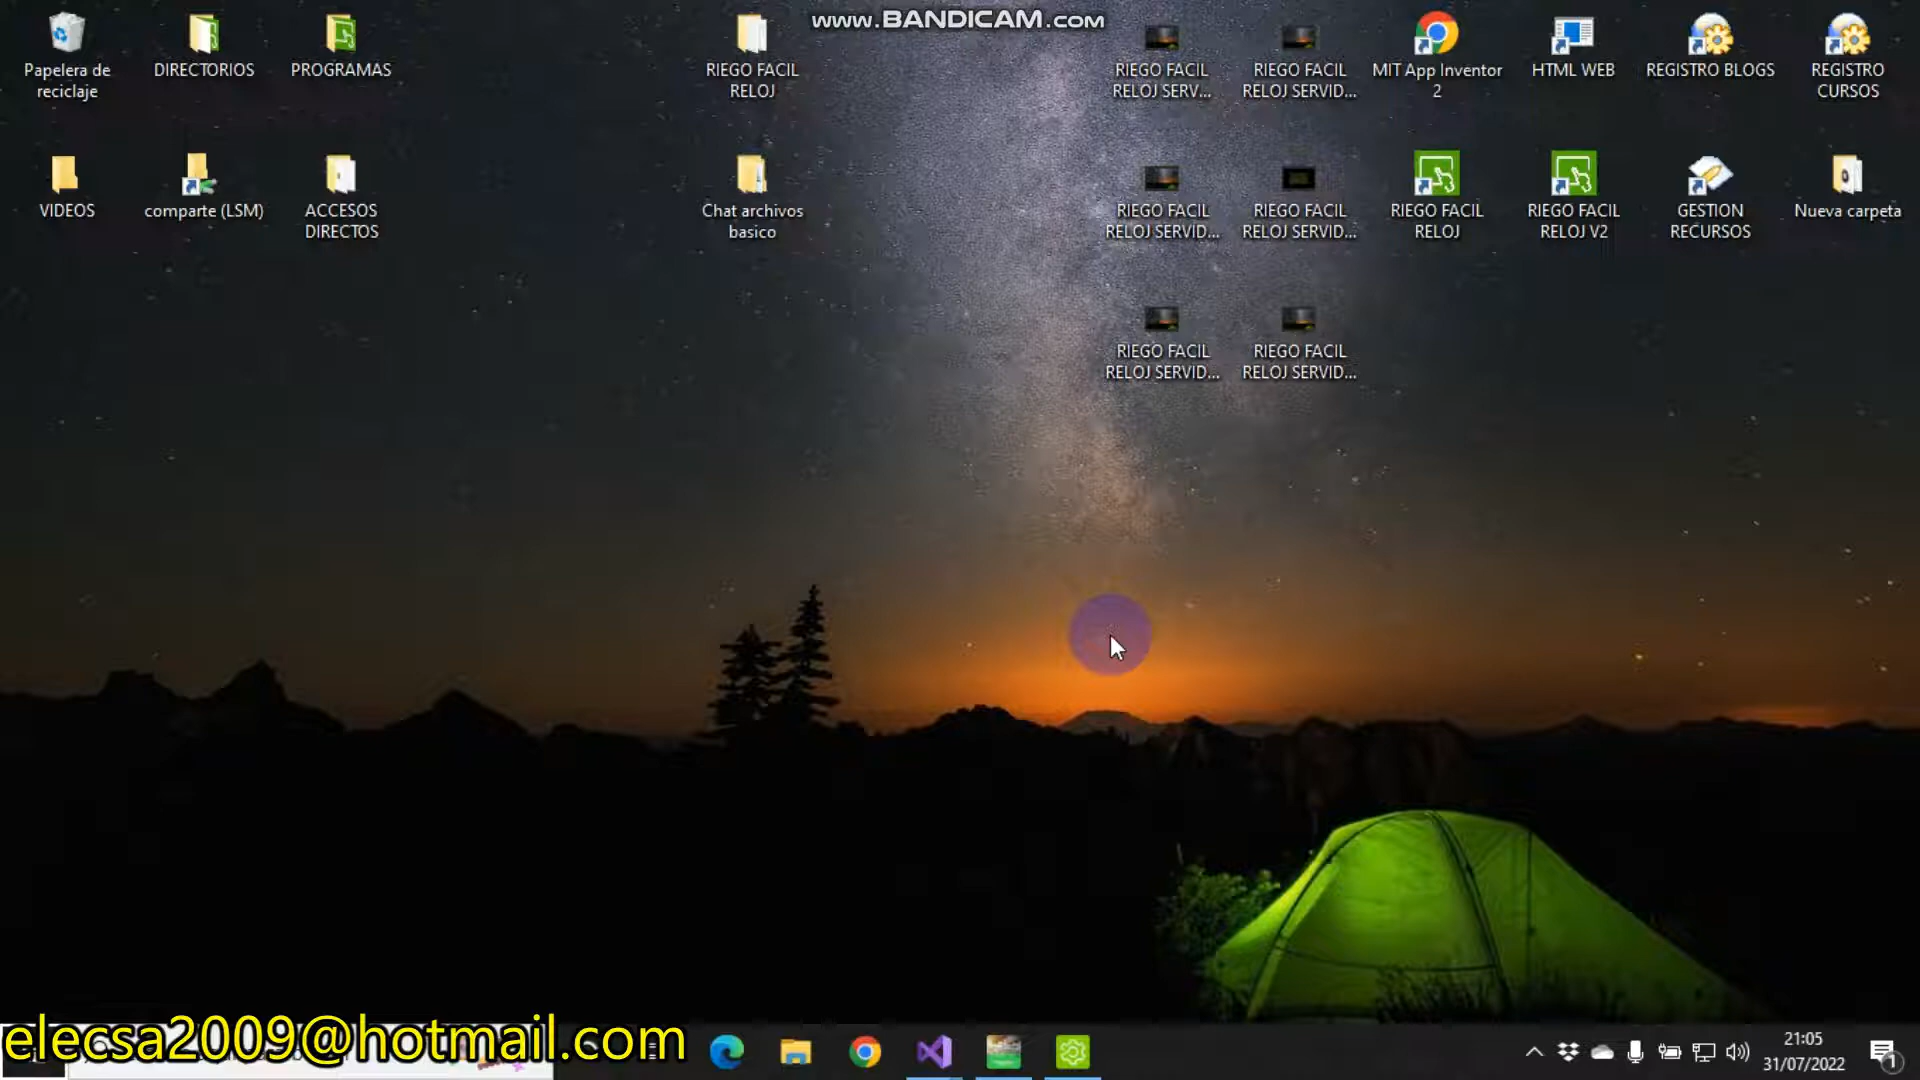 www.BANDICAM.com
Papelera de
reciclaje
DIRECTORIOS
PROGRAMAS
RIEGO FACIL
RELOJ
RIEGO FACIL
RELOJ SERV...
RIEGO FACIL
RELOJ SERVID...
MIT App Inventor
2
HTML WEB
REGISTRO BLOGS
REGISTRO
CURSOS
VIDEOS
comparte (LSM)
ACCESOS
DIRECTOS
Chat archivos
basico
RIEGO FACIL
RELOJ SERVID...
RIEGO FACIL
RELOJ SERVID...
RIEGO FACIL
RELOJ
RIEGO FACIL
RELOJ V2
GESTION
RECURSOS
Nueva carpeta
RIEGO FACIL
RELOJ SERVID...
RIEGO FACIL
RELOJ SERVID...
elecsa2009@hotmail.com
21:05
31/07/2022
1